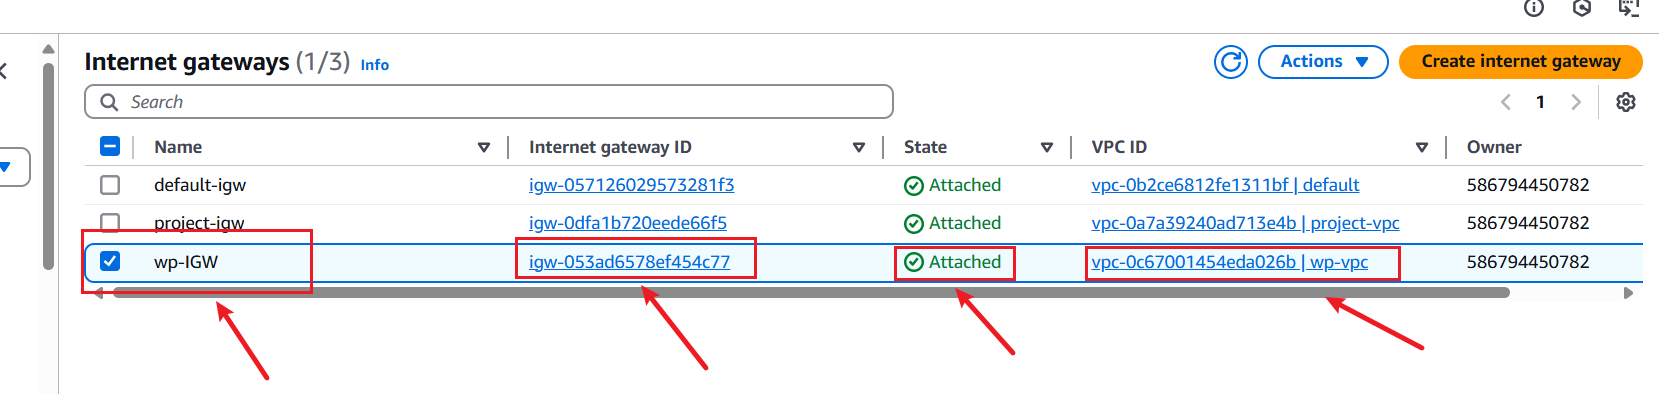 Internet gateways (1/3) Info
Actions
Create internet gateway
Search
1
Name Internet gateway ID State VPC ID Owner
default-igw igw-057126029573281f3 Attached vpc-0b2ce6812fe1311bf | default 586794450782
project-igw igw-0dfa1b720eede66f5 Attached vpc-0a7a39240ad713e4b | project-vpc 586794450782
wp-IGW igw-053ad6578ef454c77 Attached vpc-0c67001454eda026b | wp-vpc 586794450782